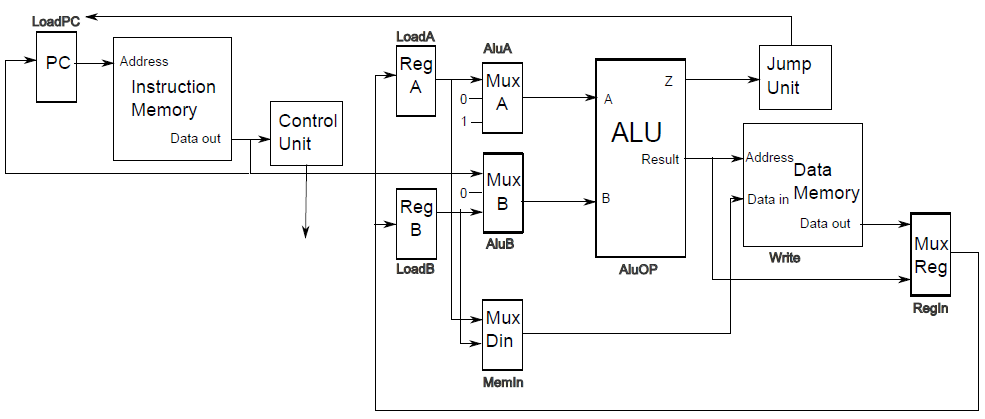 LoadPC
PC
Address
Instruction
Memory
Data out
Control
Unit
LoadA
Reg
A
AluA
Mux
A
0
1
Mux
B
0
AluB
Reg
B
LoadB
Mux
Din
MemIn
A
Z
ALU
Result
B
AluOP
Jump
Unit
Address
Data
Memory
Data in
Data out
Write
Mux
Reg
RegIn